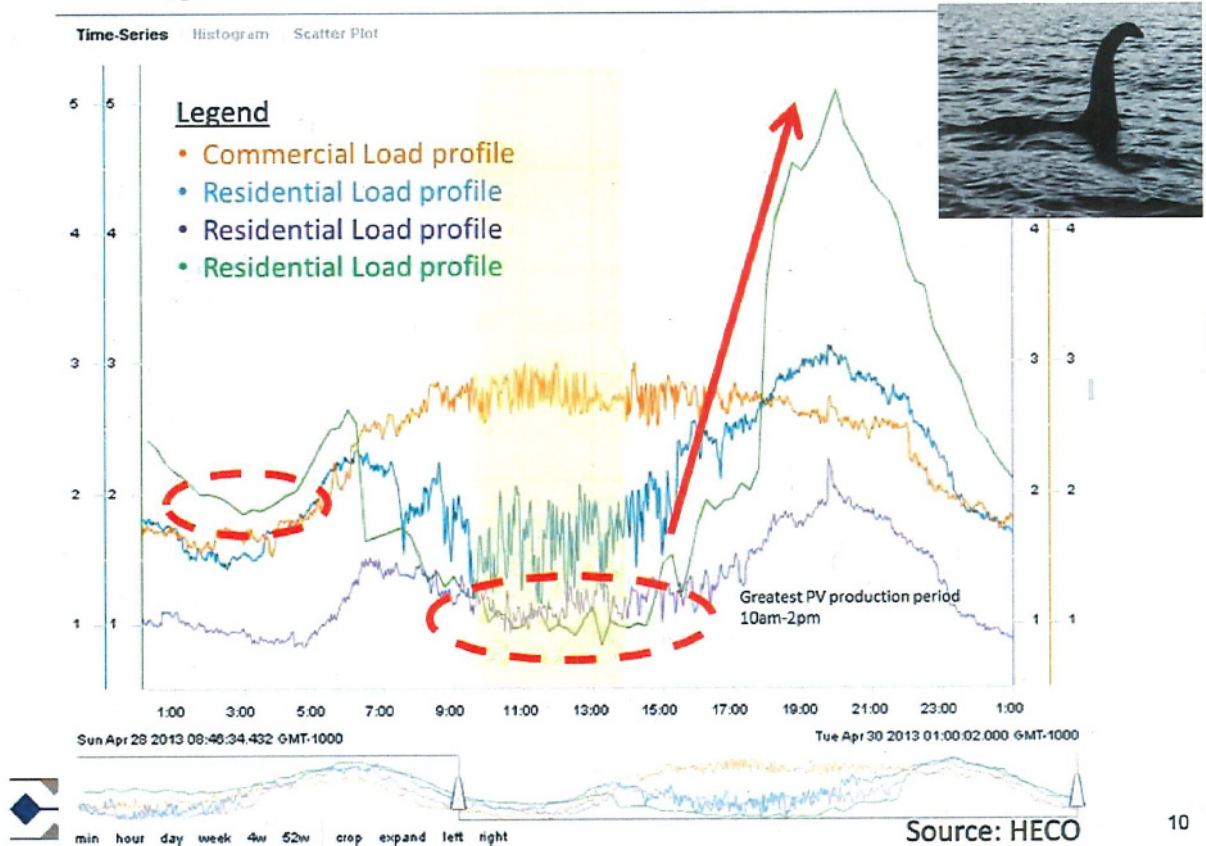 Time-Series Histogram Scatter Plot
Legend
• Commercial Load profile
• Residential Load profile
• Residential Load profile
• Residential Load profile
5 5
4 4 4 4
3 3 3 3
2 2 2 2
1 1 1 1
Greatest PV production period
10am-2pm
1:00 3:00 5:00 7:00 9:00 11:00 13:00 15:00 17:00 19:00 21:00 23:00 1:00
Sun Apr 28 2013 08:46:34.432 GMT-1000 Tue Apr 30 2013 01:00:02.000 GMT-1000
min hour day week 4w 52w crop expand left right
Source: HECO
10